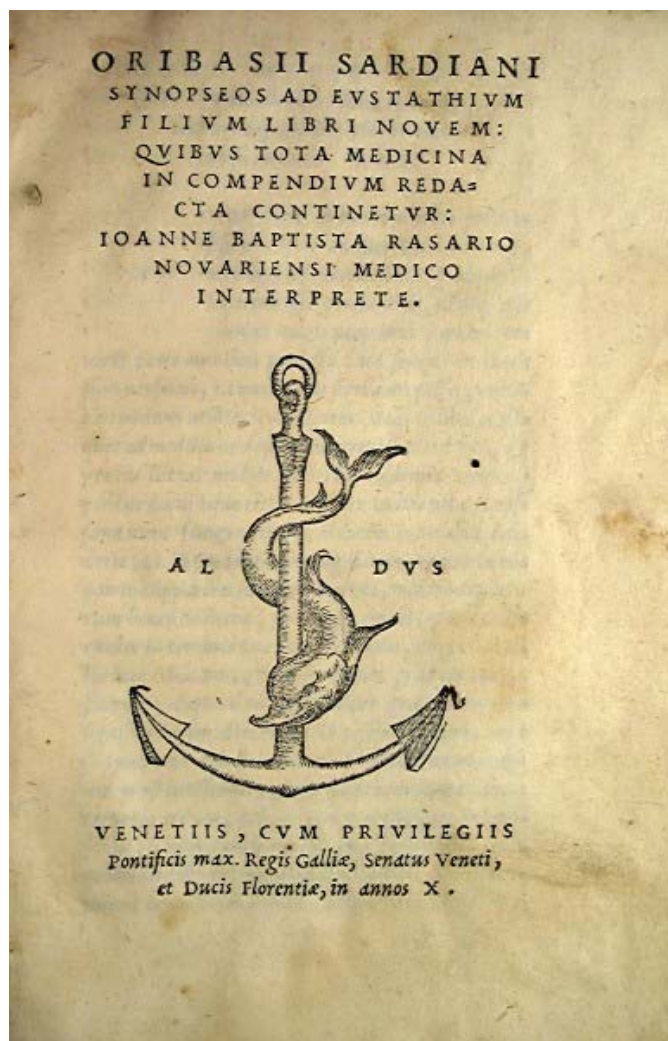 ORIBASII SARDIANI
SYNOPSEOS AD EVSTATHIVM
FILIVM LIBRI NOVEM:
QVIBVS TOTA MEDICINA
IN COMPENDIVM REDA=
CTA CONTINETVR:
IOANNE BAPTISTA RASARIO
NOVARIENSI MEDICO
INTERPRETE.
AL DVS
VENETIIS, CVM PRIVILEGIIS
Pontificis max. Regis Galliæ, Senatus Veneti,
et Ducis Florentiæ, in annos X.